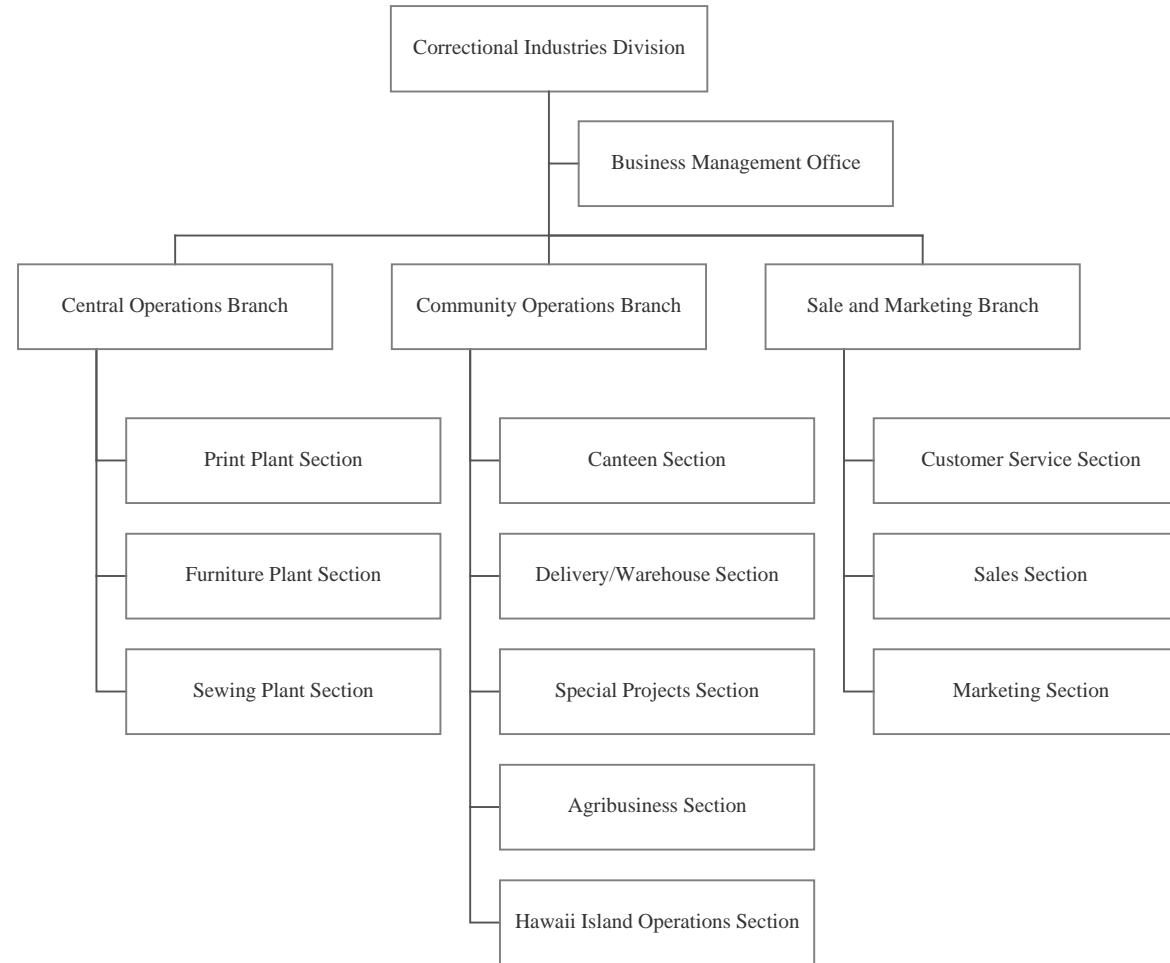 Correctional Industries Division
Business Management Office
Central Operations Branch
Community Operations Branch
Sale and Marketing Branch
Print Plant Section
Canteen Section
Customer Service Section
Furniture Plant Section
Delivery/Warehouse Section
Sales Section
Sewing Plant Section
Special Projects Section
Marketing Section
Agribusiness Section
Hawaii Island Operations Section